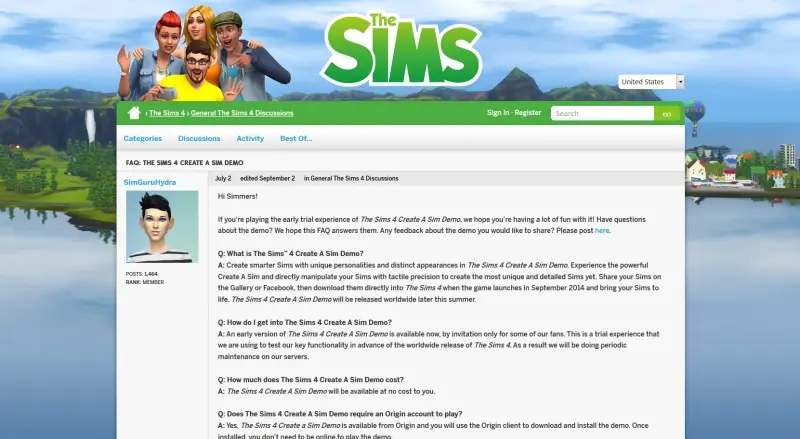 The SIMS
United States
› The Sims 4 › General The Sims 4 Discussions
Sign In · Register
Search
GO
Categories
Discussions
Activity
Best Of...
FAQ: THE SIMS 4 CREATE A SIM DEMO
SimGuruHydra
POSTS: 1,464
RANK: MEMBER
July 2 edited September 2 in General The Sims 4 Discussions
Hi Simmers!
If you're playing the early trial experience of The Sims 4 Create A Sim Demo, we hope you're having a lot of fun with it! Have questions
about the demo? We hope this FAQ answers them. Any feedback about the demo you would like to share? Please post here.
Q: What is The Sims™ 4 Create A Sim Demo?
A: Create smarter Sims with unique personalities and distinct appearances in The Sims 4 Create A Sim Demo. Experience the powerful
Create A Sim and directly manipulate your Sims with tactile precision to create the most unique and detailed Sims yet. Share your Sims on
the Gallery or Facebook, then download them directly into The Sims 4 when the game launches in September 2014 and bring your Sims to
life. The Sims 4 Create A Sim Demo will be released worldwide later this summer.
Q: How do I get into The Sims 4 Create A Sim Demo?
A: An early version of The Sims 4 Create A Sim Demo is available now, by invitation only for some of our fans. This is a trial experience that
we are using to test our key functionality in advance of the worldwide release of The Sims 4. As a result we will be doing periodic
maintenance on our servers.
Q: How much does The Sims 4 Create A Sim Demo cost?
A: The Sims 4 Create A Sim Demo will be available at no cost to you.
Q: Does The Sims 4 Create A Sim Demo require an Origin account to play?
A: Yes, The Sims 4 Create a Sim Demo is available from Origin and you will use the Origin client to download and install the demo. Once
installed, you don't need to be online to play the demo.